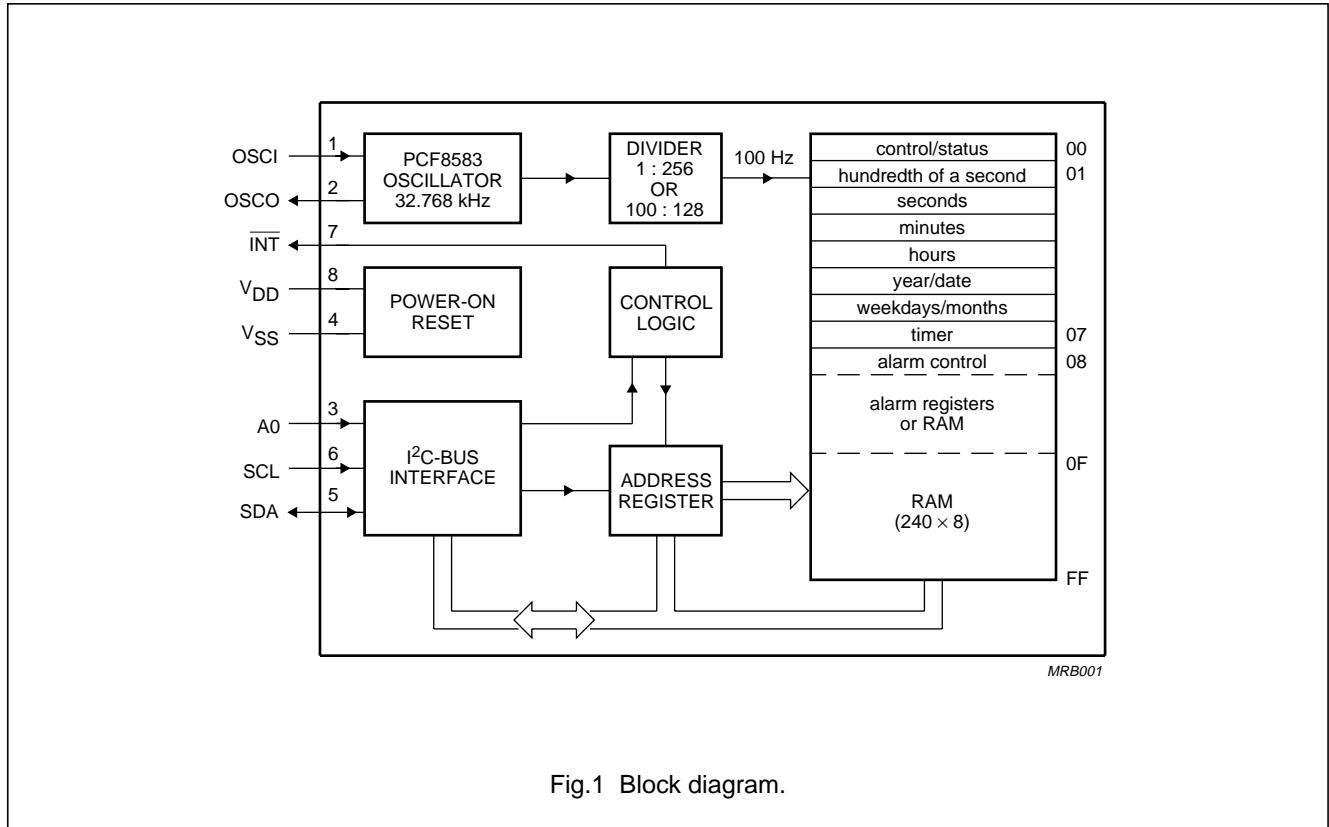 OSCI
1
OSCO
2
INT
7
VDD
8
VSS
4
A0
3
SCL
6
SDA
5
PCF8583
OSCILLATOR
32.768 kHz
POWER-ON
RESET
I2C-BUS
INTERFACE
DIVIDER
1 : 256
OR
100 : 128
100 Hz
CONTROL
LOGIC
ADDRESS
REGISTER
control/status
00
hundredth of a second
01
seconds
minutes
hours
year/date
weekdays/months
timer
07
alarm control
08
alarm registers
or RAM
0F
RAM
(240 × 8)
FF
MRB001
Fig.1 Block diagram.